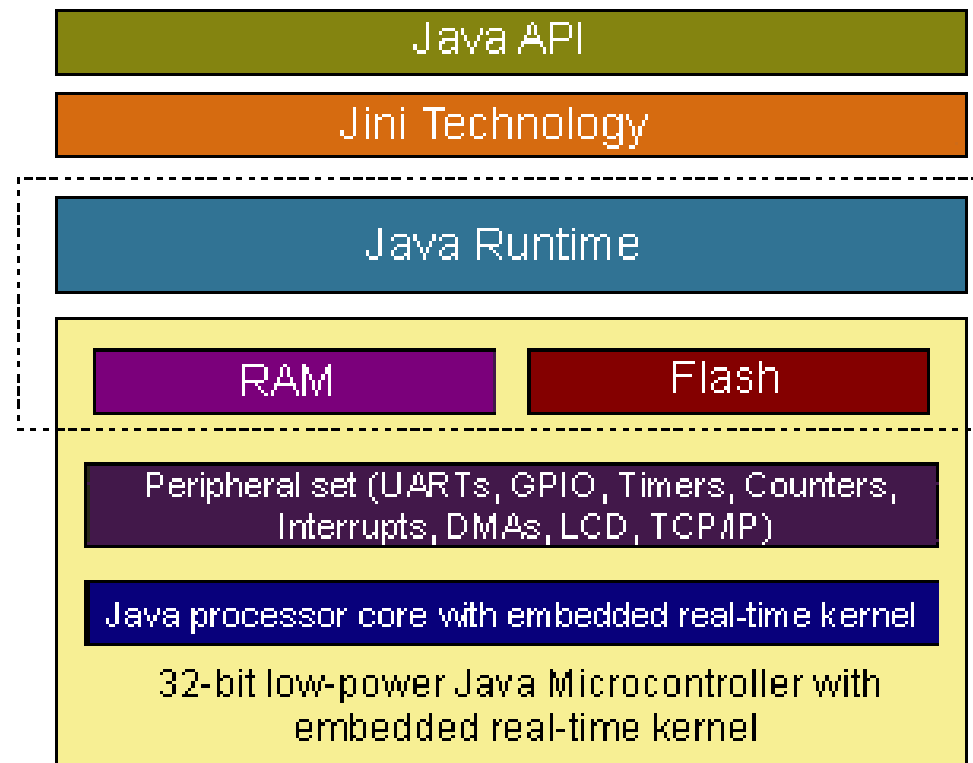 Java API
Jini Technology
Java Runtime
RAM
Flash
Peripheral set (UARTs, GPIO, Timers, Counters,
Interrupts, DMAs, LCD, TCP/IP)
Java processor core with embedded real-time kernel
32-bit low-power Java Microcontroller with
embedded real-time kernel